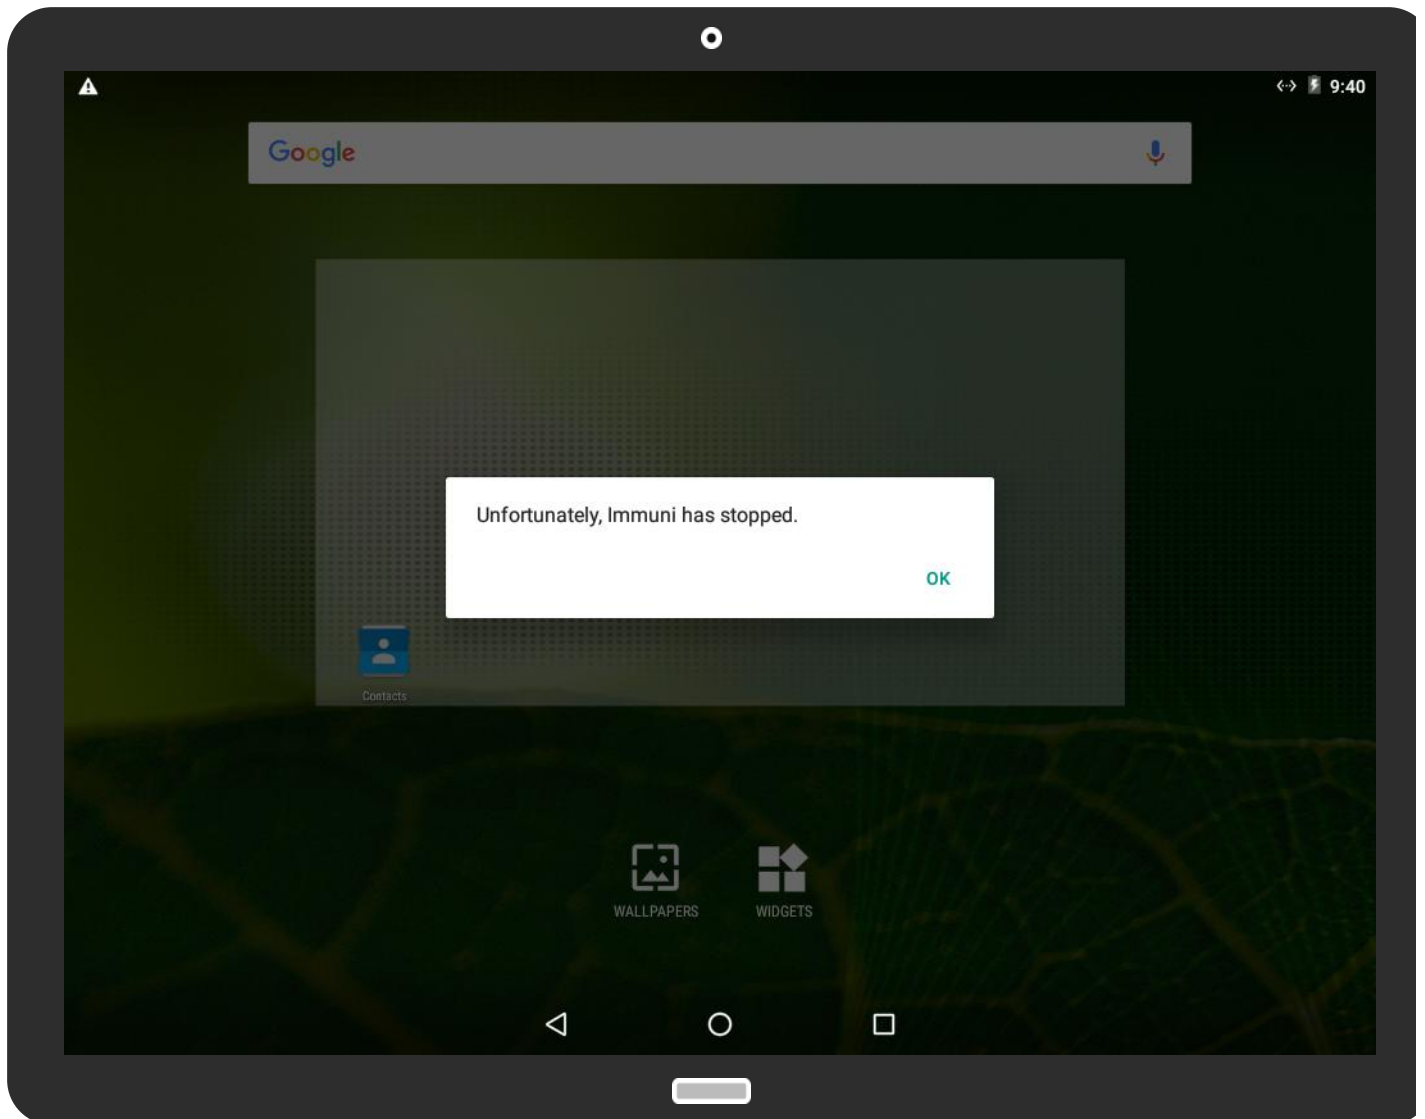 9:40
Google
Unfortunately, Immuni has stopped.
OK
Contacts
WALLPAPERS WIDGETS